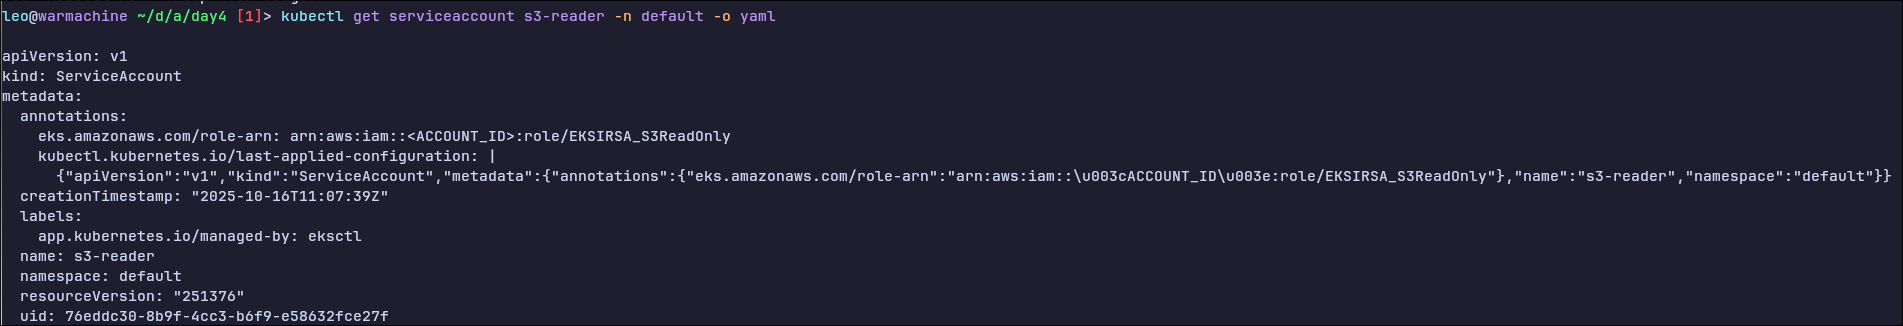 leo@warmachine ~/d/a/day4 [1]> kubectl get serviceaccount s3-reader -n default -o yaml
apiVersion: v1
kind: ServiceAccount
metadata:
  annotations:
    eks.amazonaws.com/role-arn: arn:aws:iam::<ACCOUNT_ID>:role/EKSIRSA_S3ReadOnly
    kubectl.kubernetes.io/last-applied-configuration: |
      {"apiVersion":"v1","kind":"ServiceAccount","metadata":{"annotations":{"eks.amazonaws.com/role-arn":"arn:aws:iam::\u003cACCOUNT_ID\u003e:role/EKSIRSA_S3ReadOnly"},"name":"s3-reader","namespace":"default"}}
  creationTimestamp: "2025-10-16T11:07:39Z"
  labels:
    app.kubernetes.io/managed-by: eksctl
  name: s3-reader
  namespace: default
  resourceVersion: "251376"
  uid: 76eddc30-8b9f-4cc3-b6f9-e58632fce27f